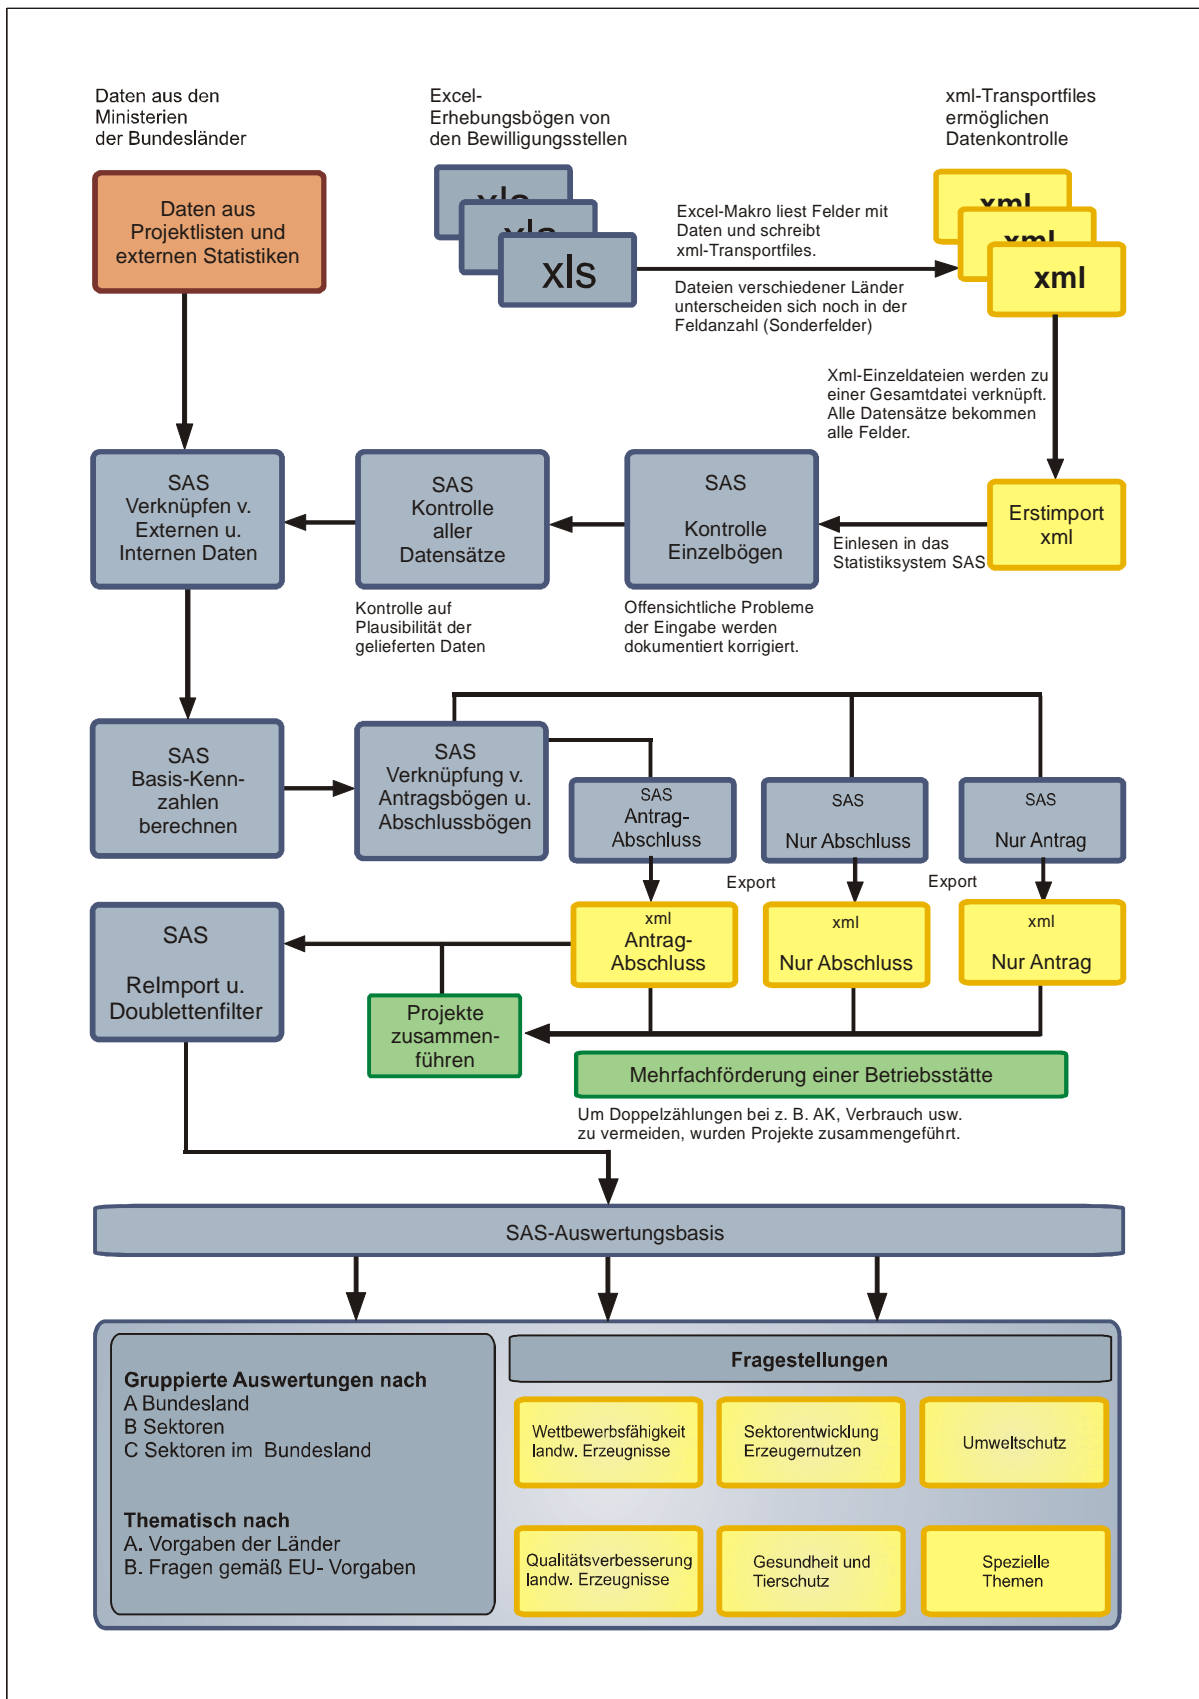 Daten aus den
Ministerien
der Bundesländer
Excel-
Erhebungsbögen von
den Bewilligungsstellen
xml-Transportfiles
ermöglichen
Datenkontrolle
Daten aus
Projektlisten und
externen Statistiken
xls
xls
xls
Excel-Makro liest Felder mit
Daten und schreibt
xml-Transportfiles.
Dateien verschiedener Länder
unterscheiden sich noch in der
Feldanzahl (Sonderfelder)
xml
xml
xml
Xml-Einzeldateien werden zu
einer Gesamtdatei verknüpft.
Alle Datensätze bekommen
alle Felder.
SAS
Verknüpfen v.
Externen u.
Internen Daten
SAS
Kontrolle
aller
Datensätze
SAS
Kontrolle
Einzelbögen
Erstimport
xml
Einlesen in das
Statistiksystem SAS
Kontrolle auf
Plausibilität der
gelieferten Daten
Offensichtliche Probleme
der Eingabe werden
dokumentiert korrigiert.
SAS
Basis-Kenn-
zahlen
berechnen
SAS
Verknüpfung v.
Antragsbögen u.
Abschlussbögen
SAS
Antrag-
Abschluss
SAS
Nur Abschluss
SAS
Nur Antrag
Export
Export
SAS
ReImport u.
Doublettenfilter
xml
Antrag-
Abschluss
xml
Nur Abschluss
xml
Nur Antrag
Projekte
zusammen-
führen
Mehrfachförderung einer Betriebsstätte
Um Doppelzählungen bei z. B. AK, Verbrauch usw.
zu vermeiden, wurden Projekte zusammengeführt.
SAS-Auswertungsbasis
Gruppierte Auswertungen nach
A Bundesland
B Sektoren
C Sektoren im Bundesland
Thematisch nach
A. Vorgaben der Länder
B. Fragen gemäß EU- Vorgaben
Fragestellungen
Wettbewerbsfähigkeit
landw. Erzeugnisse
Sektorentwicklung
Erzeugernutzen
Umweltschutz
Qualitätsverbesserung
landw. Erzeugnisse
Gesundheit und
Tierschutz
Spezielle
Themen